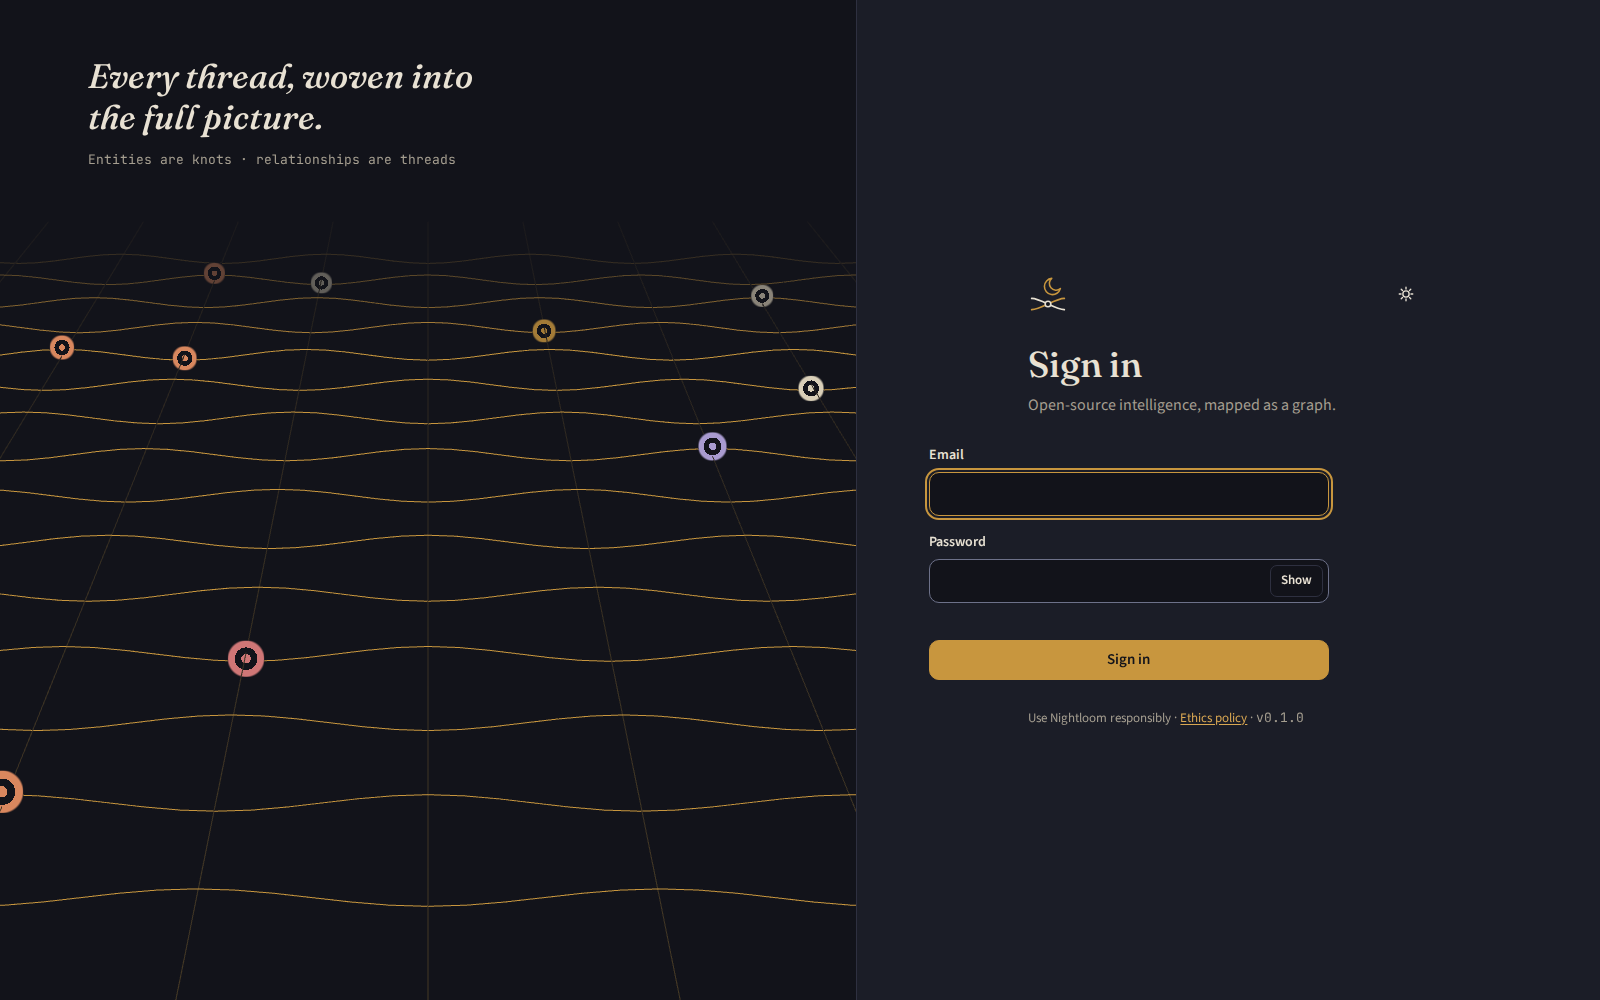 Every thread, woven into
the full picture.
Entities are knots · relationships are threads
Sign in
Open-source intelligence, mapped as a graph.
Email
Password
Show
Sign in
Use Nightloom responsibly · Ethics policy · v0.1.0